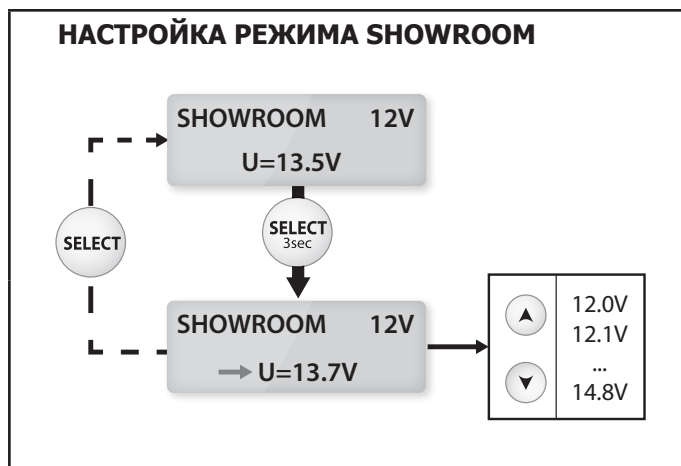 НАСТРОЙКА РЕЖИМА SHOWROOM
SHOWROOM 12V
U=13.5V
SELECT
SELECT
3sec
SHOWROOM 12V
U=13.7V
12.0V
12.1V
...
14.8V